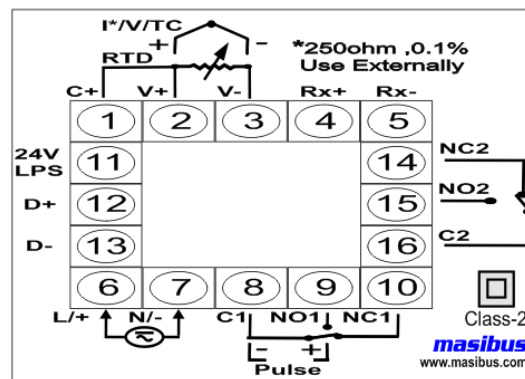 I*/V/TC
+ -
RTD
*250ohm ,0.1%
Use Externally
C+ V+ V- Rx+ Rx-
1 2 3 4 5
24V
LPS
11 14 NC2
D+ 12 15 NO2
D- 13 16 C2
6 7 8 9 10
L/+ N/- C1 NO1 NC1
- +
Pulse
Class-2
masibus
www.masibus.com